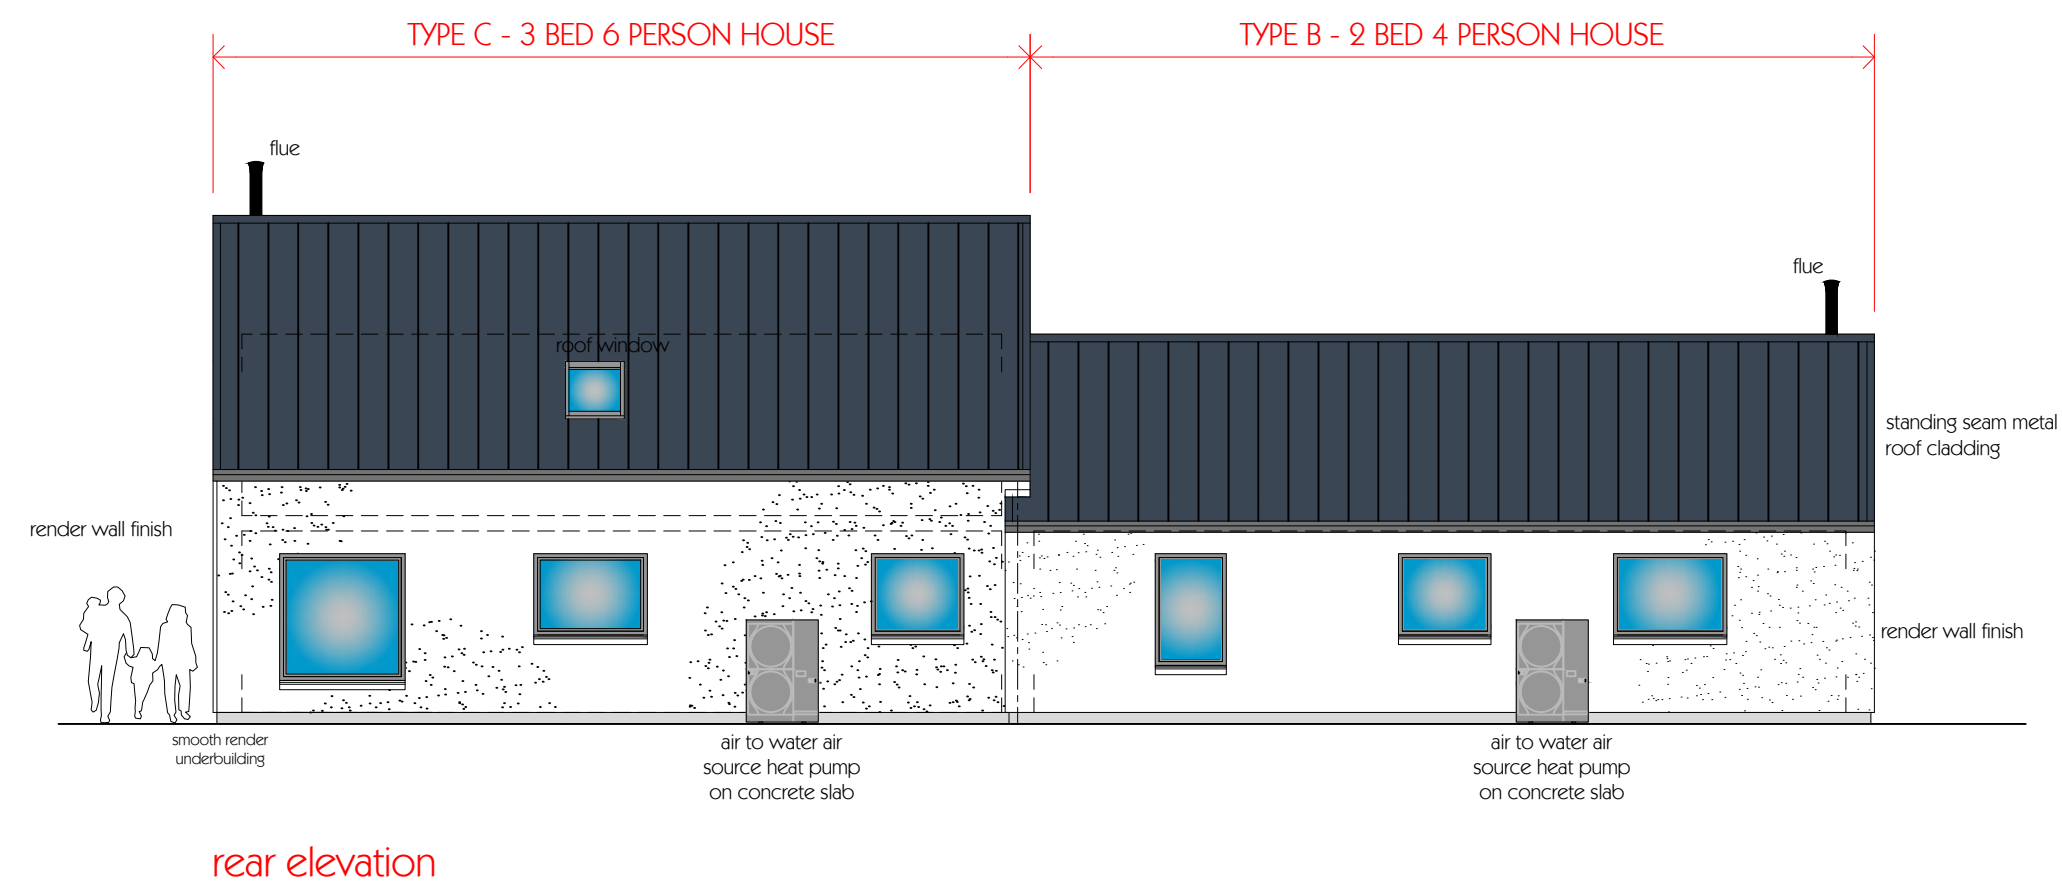 TYPE C - 3 BED 6 PERSON HOUSE
TYPE B - 2 BED 4 PERSON HOUSE
flue
flue
roof window
standing seam metal
roof cladding
render wall finish
render wall finish
smooth render
underbuilding
air to water air
source heat pump
on concrete slab
air to water air
source heat pump
on concrete slab
rear elevation